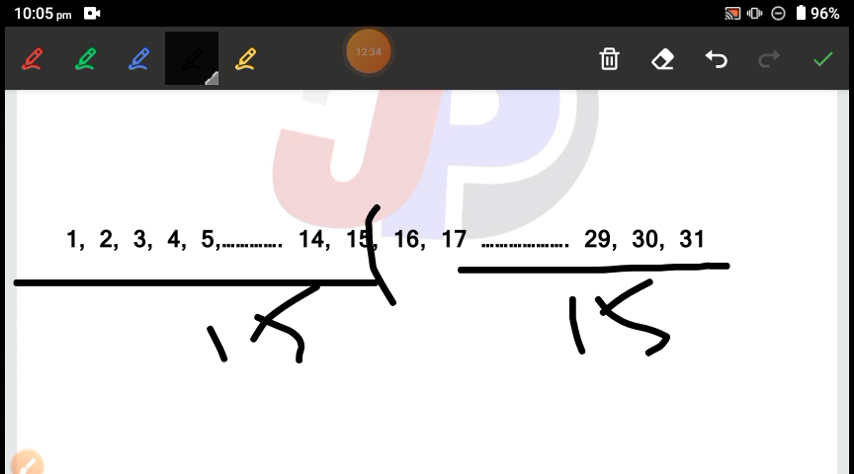 10:05 pm 96%
12:34
JP
1, 2, 3, 4, 5,............. 14, 15, 16, 17 ................... 29, 30, 31
15 15